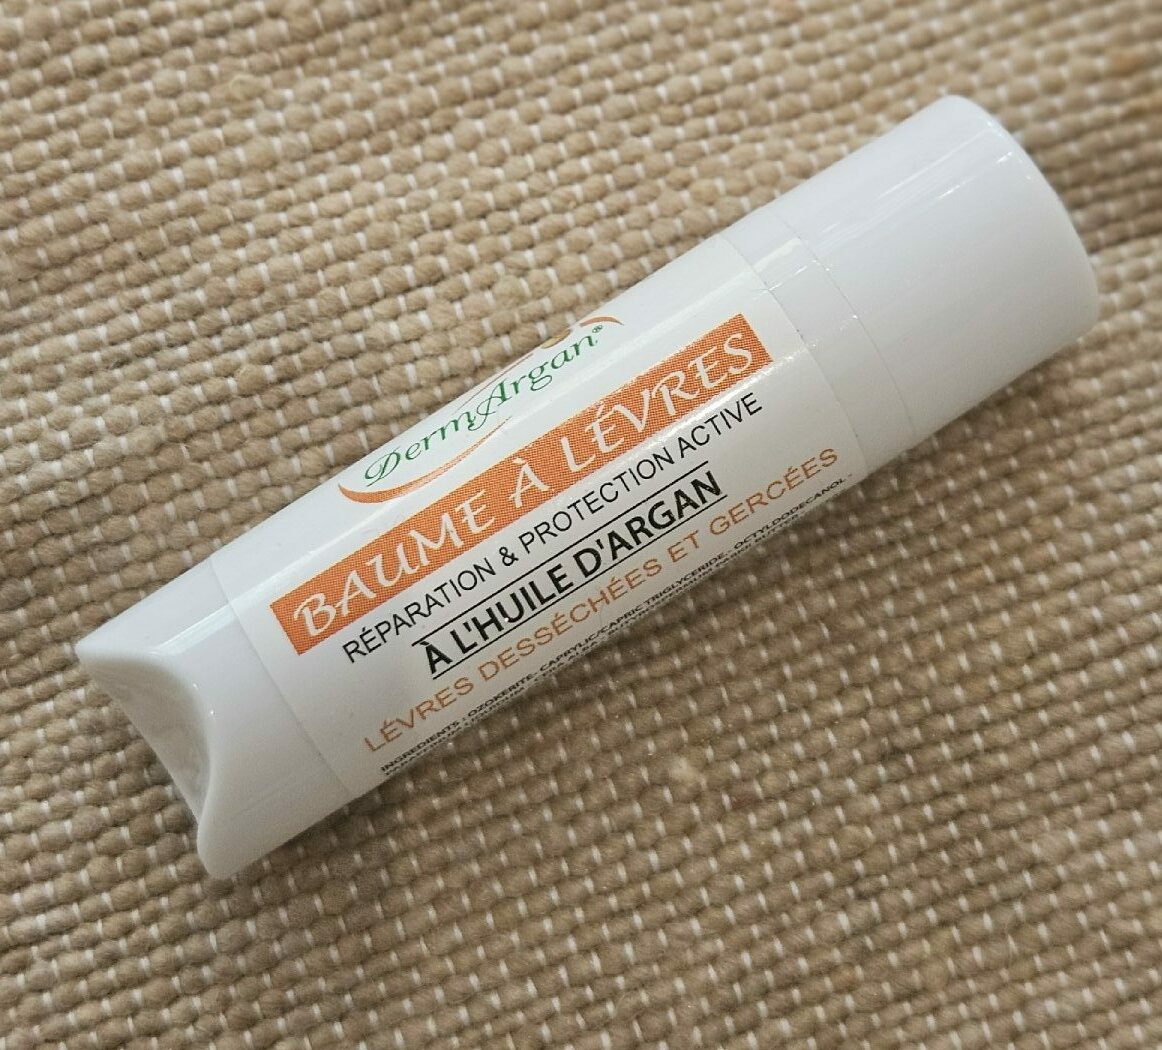 DermArgan®
BAUME À LÉVRES
RÉPARATION & PROTECTION ACTIVE
À L'HUILE D'ARGAN
LÉVRES DESSÉCHÉES ET GERCÉES
INGREDIENTS : OZOKERITE, CAPRYLIC/CAPRIC TRIGLYCERIDE, OCTYLDODECANOL -